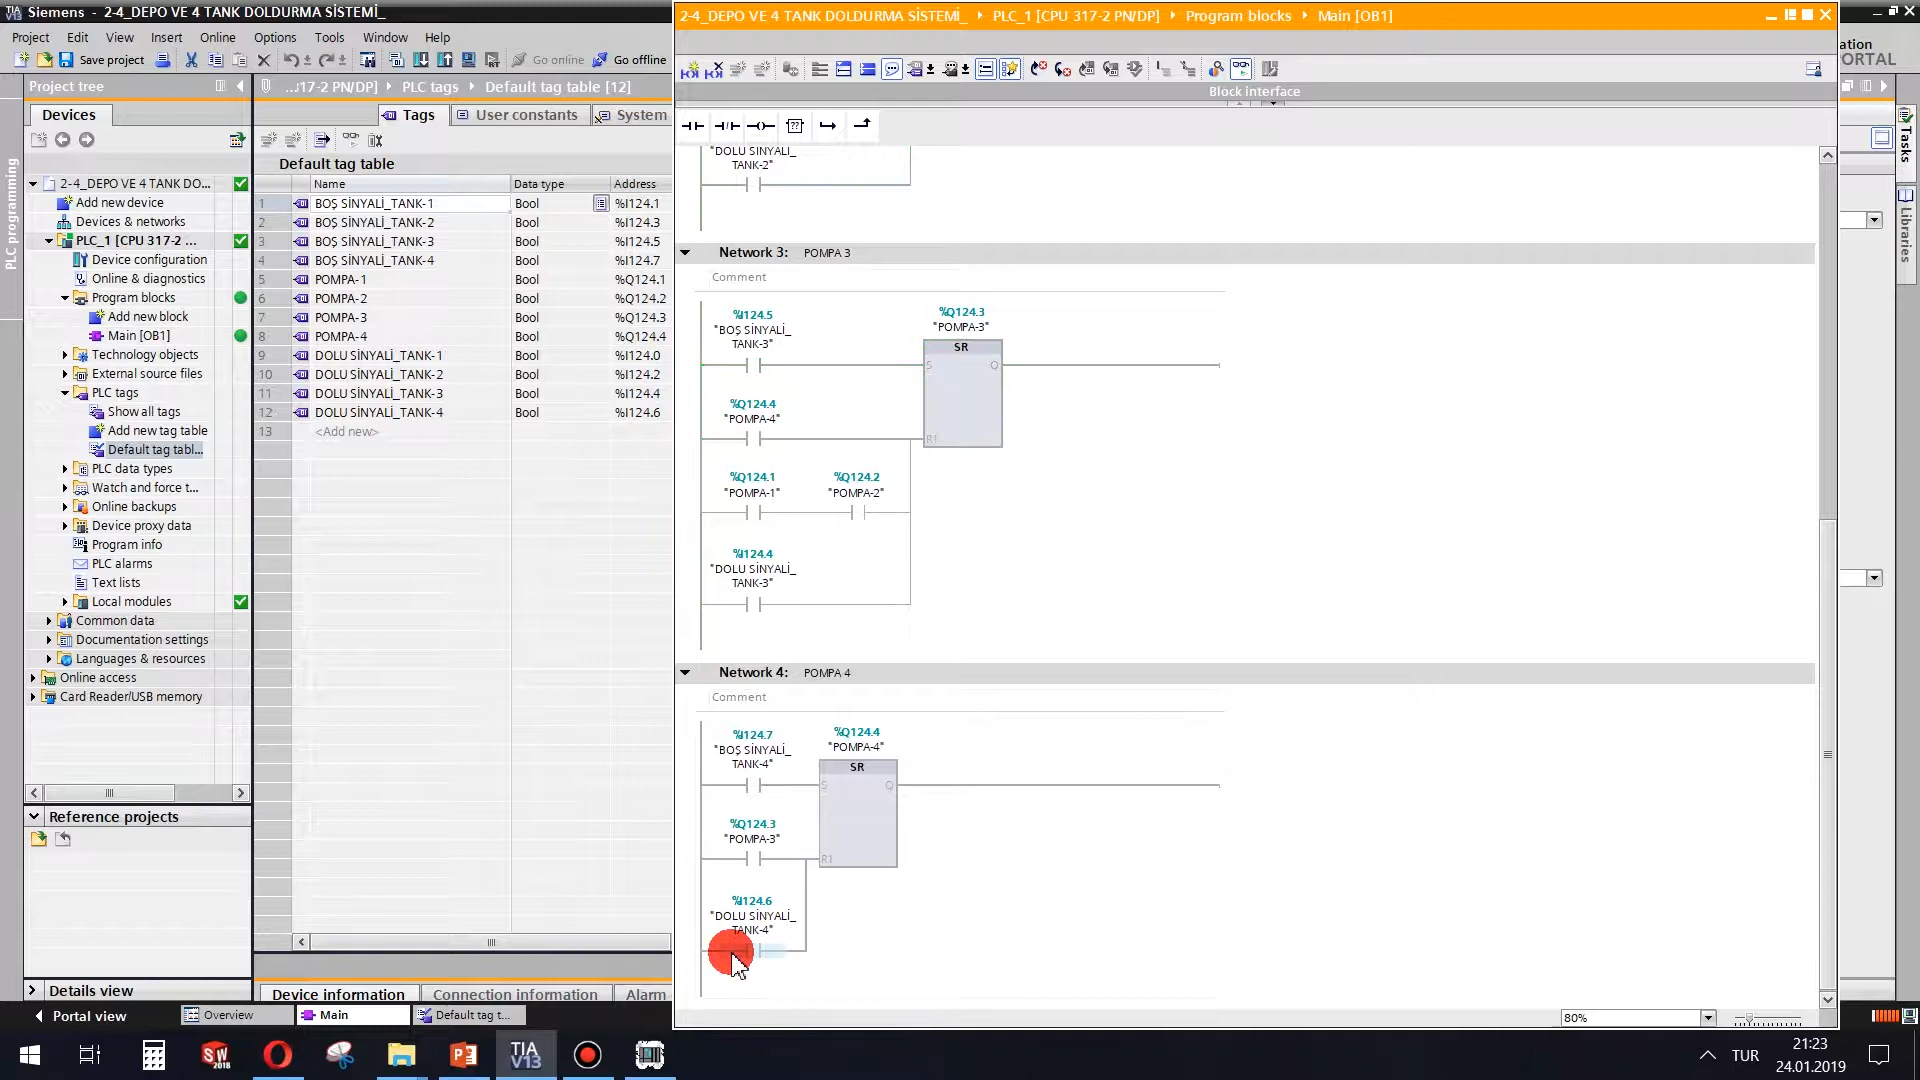 Siemens - 2-4_DEPO VE 4 TANK DOLDURMA SİSTEMİ_
Project Edit View Insert Online Options Tools Window Help
Save project
Go online
Go offline
Project tree
Devices
PLC programming
2-4_DEPO VE 4 TANK DO...
Add new device
Devices & networks
PLC_1 [CPU 317-2 ...
Device configuration
Online & diagnostics
Program blocks
Add new block
Main [OB1]
Technology objects
External source files
PLC tags
Show all tags
Add new tag table
Default tag tabl...
PLC data types
Watch and force t...
Online backups
Device proxy data
Program info
PLC alarms
Text lists
Local modules
Common data
Documentation settings
Languages & resources
Online access
Card Reader/USB memory
Reference projects
Details view
...J17-2 PN/DP] PLC tags Default tag table [12]
Tags User constants System
Default tag table
Name Data type Address
1 BOŞ SİNYALİ_TANK-1 Bool %I124.1
2 BOŞ SİNYALİ_TANK-2 Bool %I124.3
3 BOŞ SİNYALİ_TANK-3 Bool %I124.5
4 BOŞ SİNYALİ_TANK-4 Bool %I124.7
5 POMPA-1 Bool %Q124.1
6 POMPA-2 Bool %Q124.2
7 POMPA-3 Bool %Q124.3
8 POMPA-4 Bool %Q124.4
9 DOLU SİNYALİ_TANK-1 Bool %I124.0
10 DOLU SİNYALİ_TANK-2 Bool %I124.2
11 DOLU SİNYALİ_TANK-3 Bool %I124.4
12 DOLU SİNYALİ_TANK-4 Bool %I124.6
13 <Add new>
Device information Connection information Alarm
2-4_DEPO VE 4 TANK DOLDURMA SİSTEMİ_ PLC_1 [CPU 317-2 PN/DP] Program blocks Main [OB1]
Block interface
"DOLU SİNYALİ_
TANK-2"
Network 3: POMPA 3
Comment
%I124.5
"BOŞ SİNYALİ_
TANK-3"
%Q124.3
"POMPA-3"
SR
S Q
%Q124.4
"POMPA-4"
R1
%Q124.1 %Q124.2
"POMPA-1" "POMPA-2"
%I124.4
"DOLU SİNYALİ_
TANK-3"
Network 4: POMPA 4
Comment
%I124.7
"BOŞ SİNYALİ_
TANK-4"
%Q124.4
"POMPA-4"
SR
S Q
%Q124.3
"POMPA-3"
R1
%I124.6
"DOLU SİNYALİ_
TANK-4"
80%
ation
PORTAL
Tasks
Libraries
Portal view Overview Main Default tag t...
TUR
21:23
24.01.2019